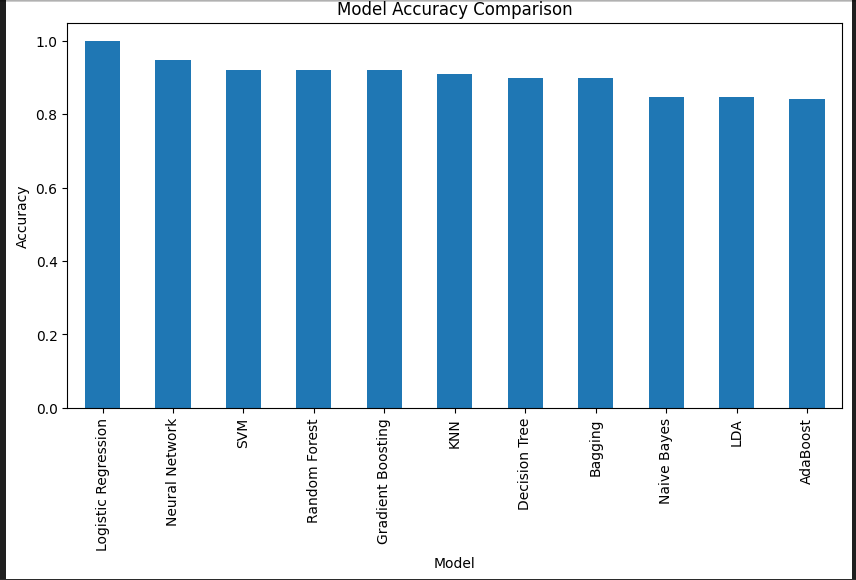 Model Accuracy Comparison
1.0
0.8
0.6
0.4
0.2
0.0
Accuracy
Logistic Regression
Neural Network
SVM
Random Forest
Gradient Boosting
KNN
Decision Tree
Bagging
Naive Bayes
LDA
AdaBoost
Model